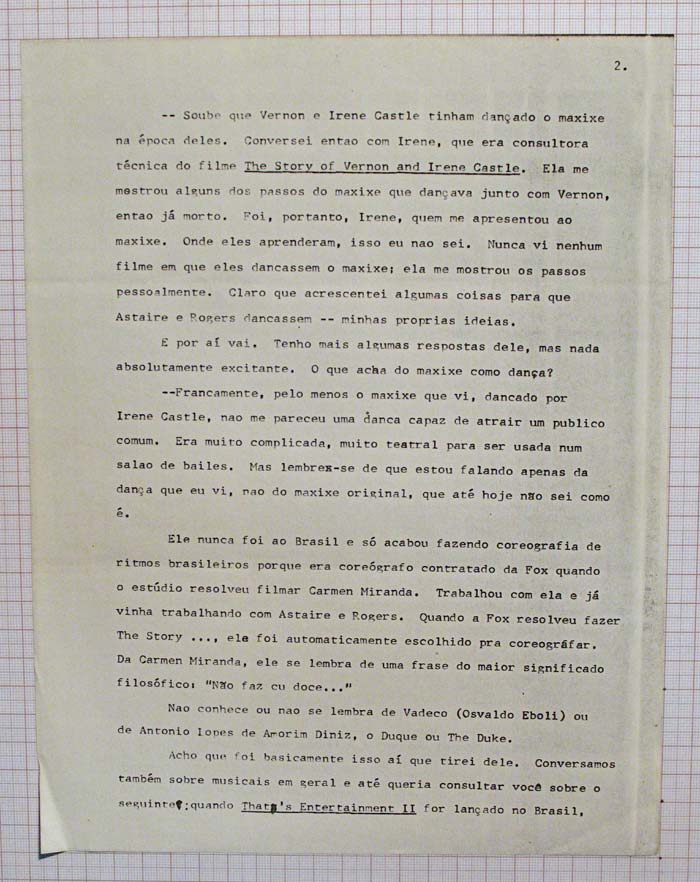 2.
-- Soube que Vernon e Irene Castle tinham dançado o maxixe
na época deles. Conversei entao com Irene, que era consultora
técnica do filme The Story of Vernon and Irene Castle. Ela me
mostrou alguns dos passos do maxixe que dançava junto com Vernon,
entao já morto. Foi, portanto, Irene, quem me apresentou ao
maxixe. Onde eles aprenderam, isso eu nao sei. Nunca vi nenhum
filme em que eles dancassem o maxixe; ela me mostrou os passos
pessoalmente. Claro que acrescentei algumas coisas para que
Astaire e Rogers dancassem -- minhas proprias ideias.
E por aí vai. Tenho mais algumas respostas dele, mas nada
absolutamente excitante. O que acha do maxixe como dança?
--Francamente, pelo menos o maxixe que vi, dancado por
Irene Castle, nao me pareceu uma danca capaz de atrair um publico
comum. Era muito complicada, muito teatral para ser usada num
salao de bailes. Mas lembrex-se de que estou falando apenas da
dança que eu vi, nao do maxixe original, que até hoje não sei como
é.
Ele nunca foi ao Brasil e só acabou fazendo coreografia de
ritmos brasileiros porque era coreógrafo contratado da Fox quando
o estúdio resolveu filmar Carmen Miranda. Trabalhou com ela e já
vinha trabalhando com Astaire e Rogers. Quando a Fox resolveu fazer
The Story ..., ele foi automaticamente escolhido pra coreográfar.
Da Carmen Miranda, ele se lembra de uma frase do maior significado
filosófico: "Não faz cu doce..."
Nao conhece ou nao se lembra de Vadeco (Osvaldo Eboli) ou
de Antonio Lopes de Amorim Diniz, o Duque ou The Duke.
Acho que foi basicamente isso aí que tirei dele. Conversamos
também sobre musicais em geral e até queria consultar você sobre o
seguinte: quando That's Entertainment II for lançado no Brasil,